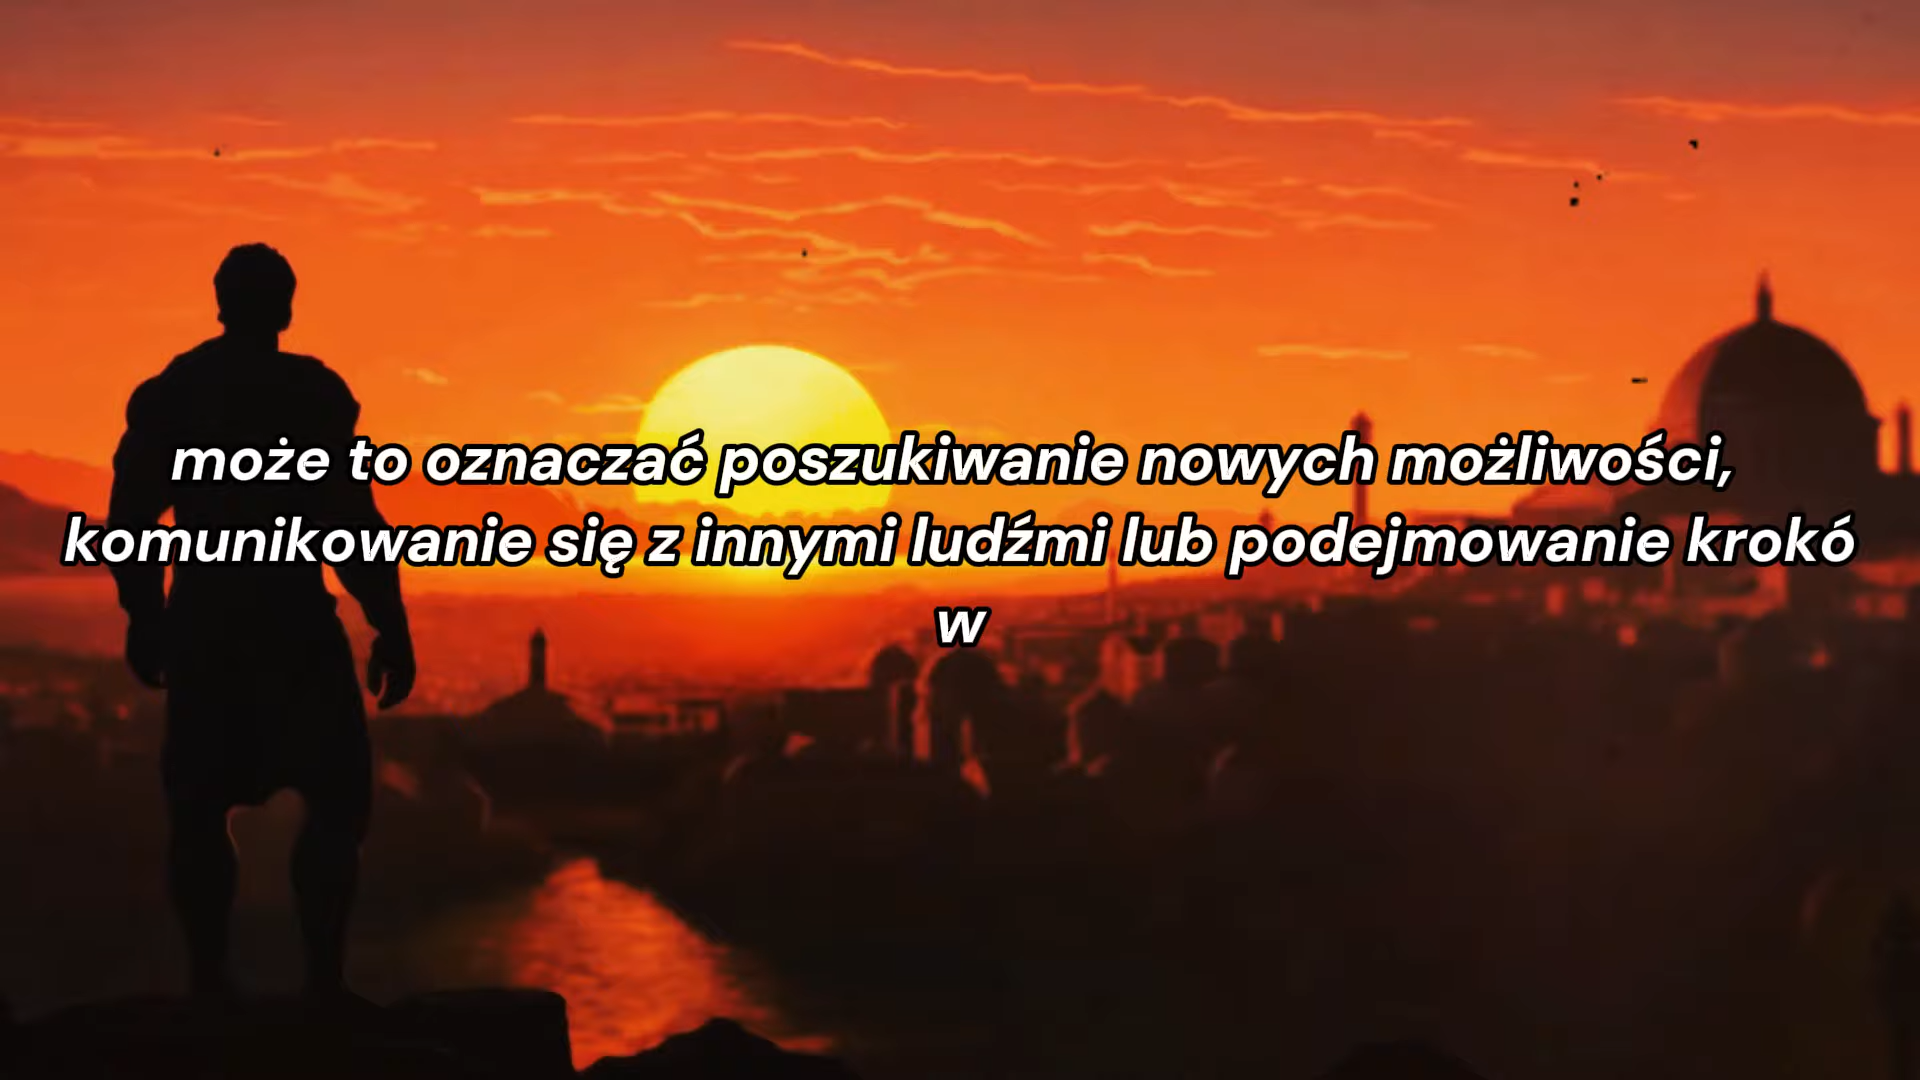 może to oznaczać poszukiwanie nowych możliwości,
komunikowanie się z innymi ludźmi lub podejmowanie krokó
w